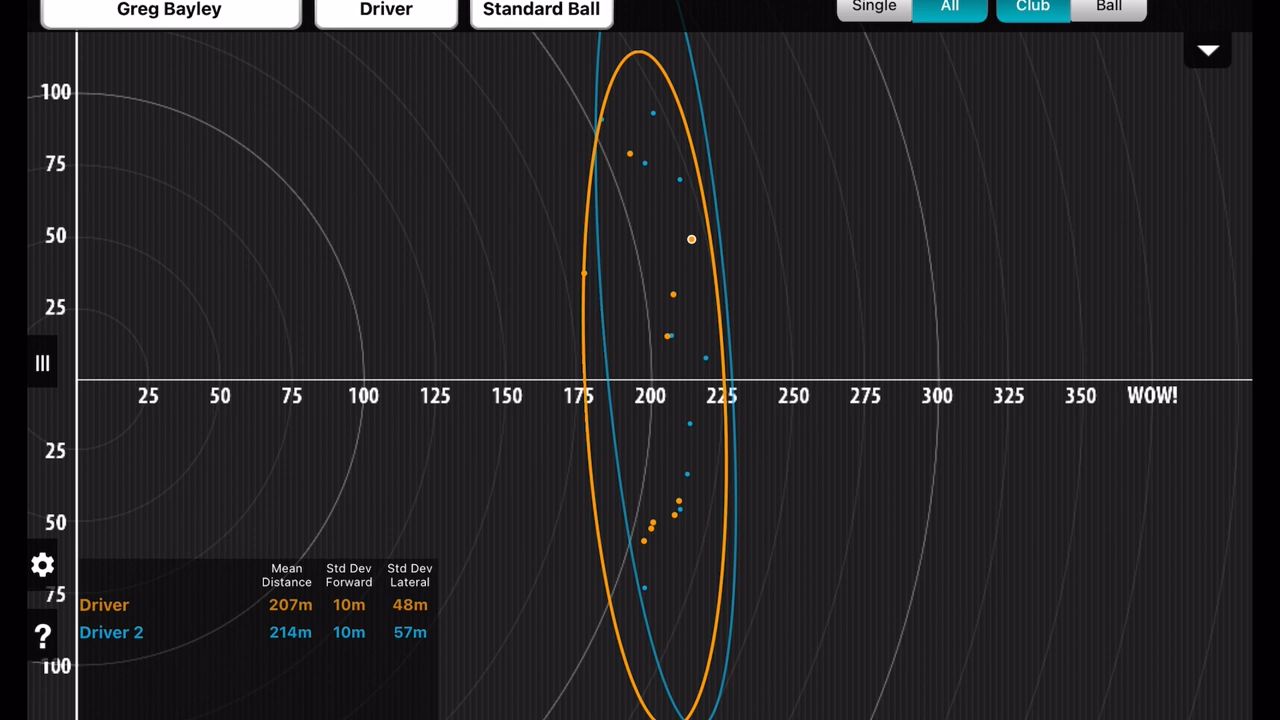 Greg Bayley Driver Standard Ball Single All Club Ball
100
75
50
25
25 50 75 100 125 150 175 200 225 250 275 300 325 350 WOW!
25
50
75
100
Mean Distance Std Dev Forward Std Dev Lateral
Driver 207m 10m 48m
Driver 2 214m 10m 57m
?